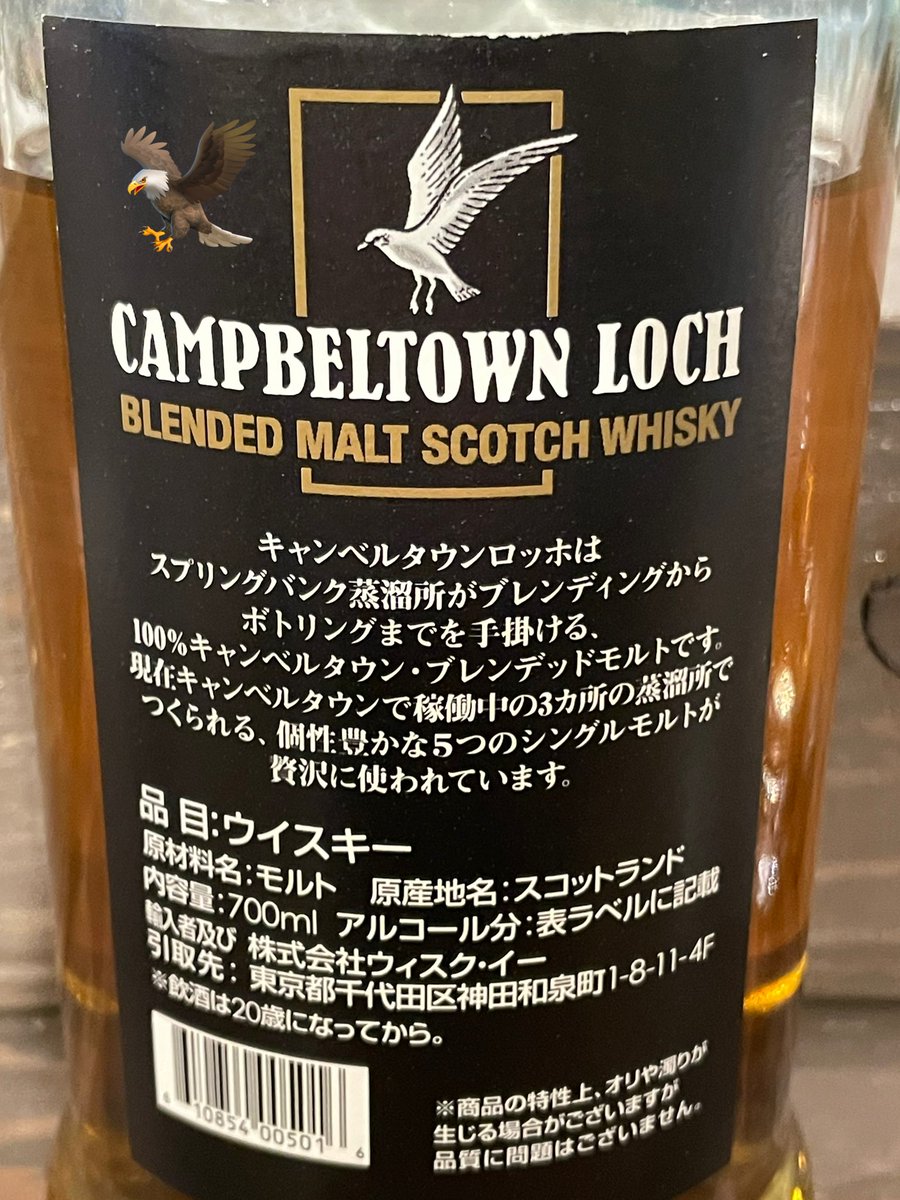 CAMPBELTOWN LOCH
BLENDED MALT SCOTCH WHISKY
キャンベルタウンロッホは
スプリングバンク蒸溜所がブレンディングから
ボトリングまでを手掛ける、
100%キャンベルタウン・ブレンデッドモルトです。
現在キャンベルタウンで稼働中の3カ所の蒸溜所で
つくられる、個性豊かな5つのシングルモルトが
贅沢に使われています。
品 目:ウイスキー
原材料名:モルト 原産地名:スコットランド
内容量:700ml アルコール分:表ラベルに記載
輸入者及び 株式会社ウィスク・イー
引取先: 東京都千代田区神田和泉町1-8-11-4F
※飲酒は20歳になってから。
6 10854 00501 6
※商品の特性上、オリや濁りが
生じる場合がございますが
品質に問題はございません。